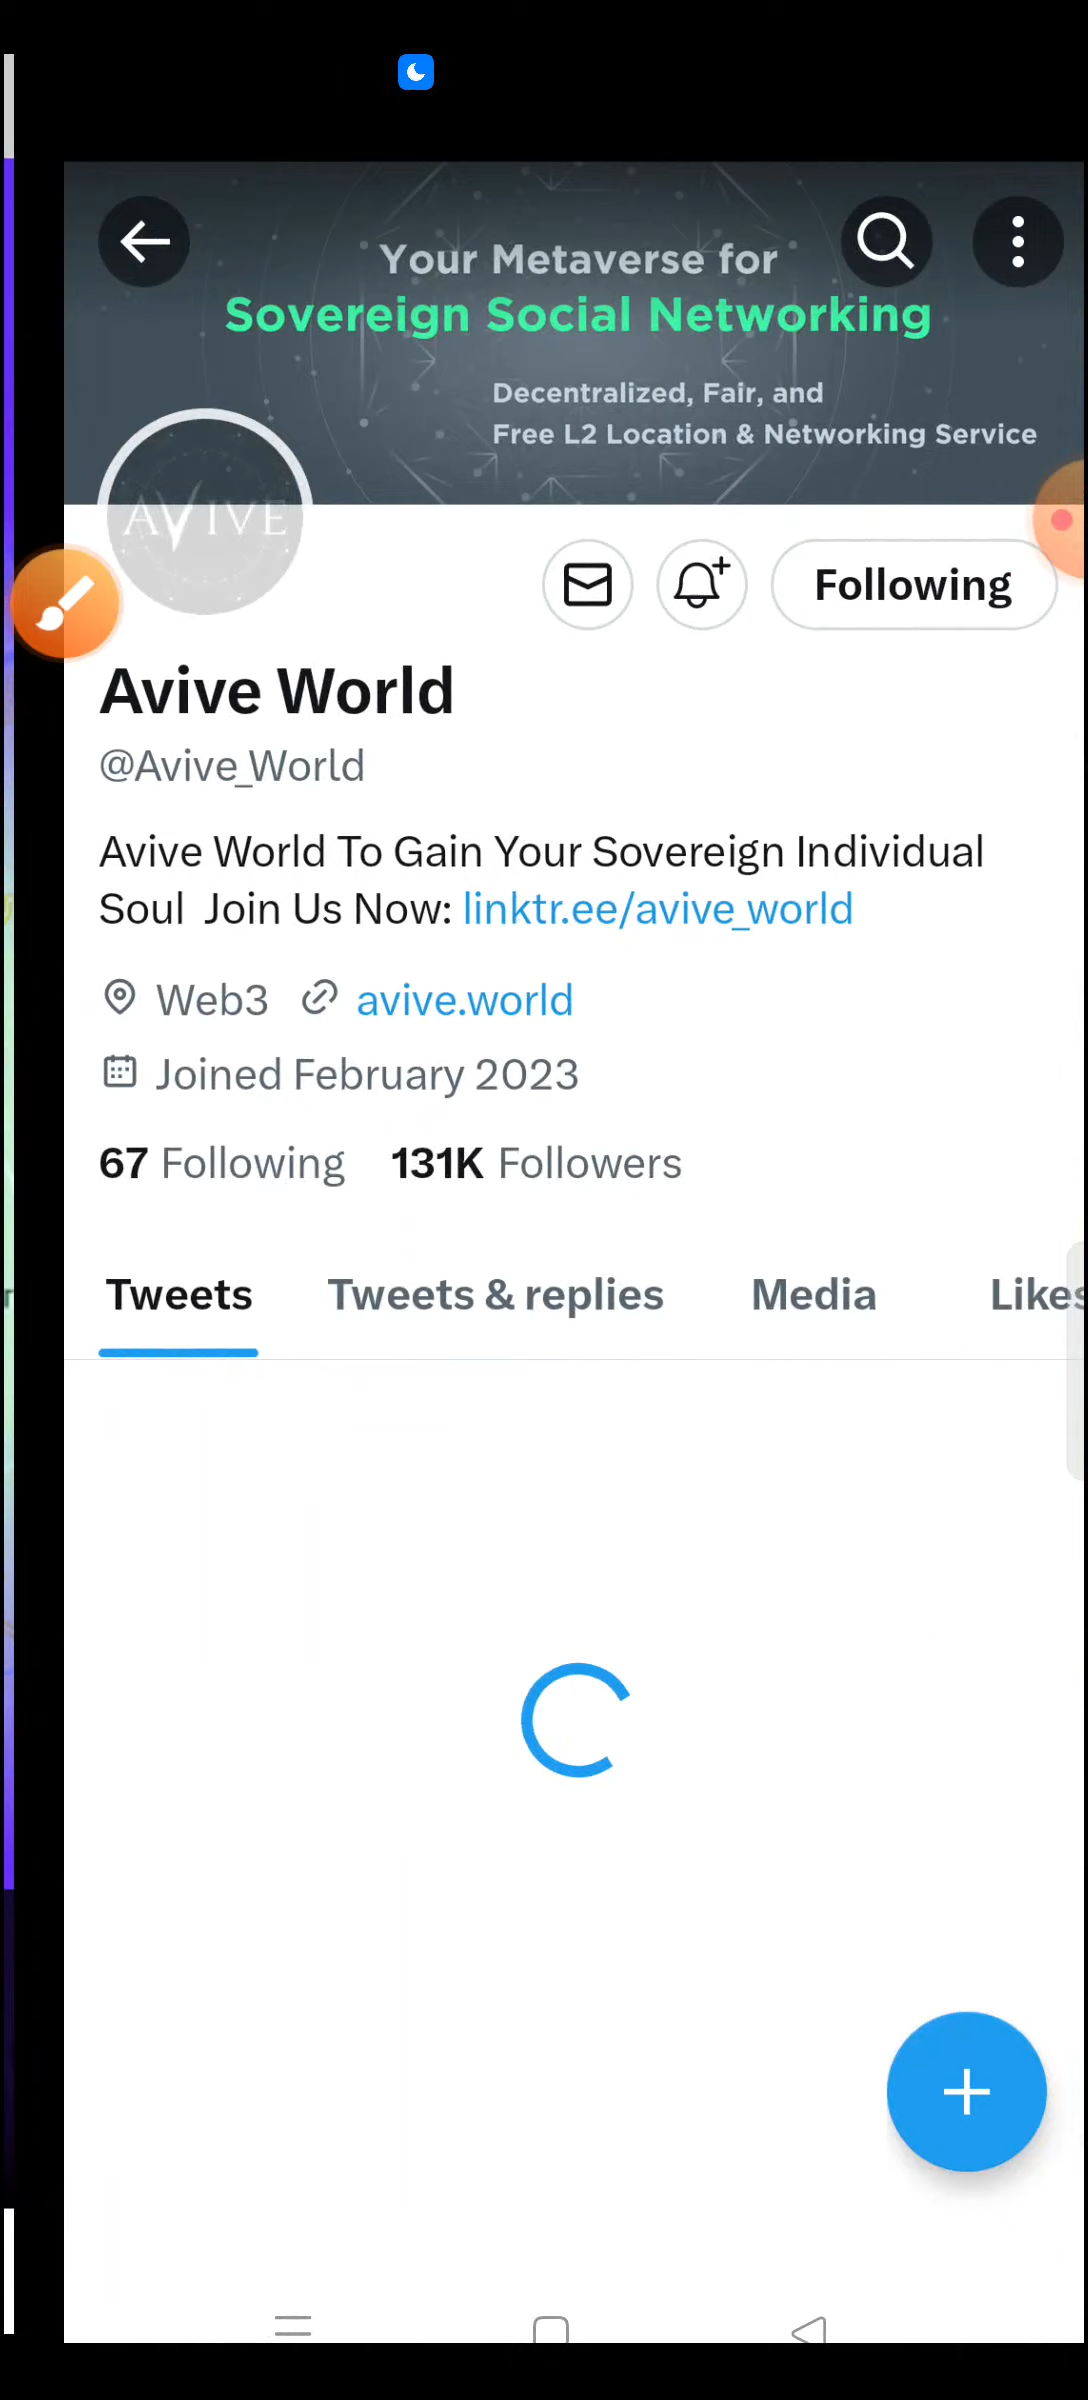 Your Metaverse for
Sovereign Social Networking
Decentralized, Fair, and
Free L2 Location & Networking Service
AVIVE
Following
Avive World
@Avive_World
Avive World To Gain Your Sovereign Individual
Soul Join Us Now: linktr.ee/avive_world
Web3 avive.world
Joined February 2023
67 Following 131K Followers
Tweets Tweets & replies Media Likes